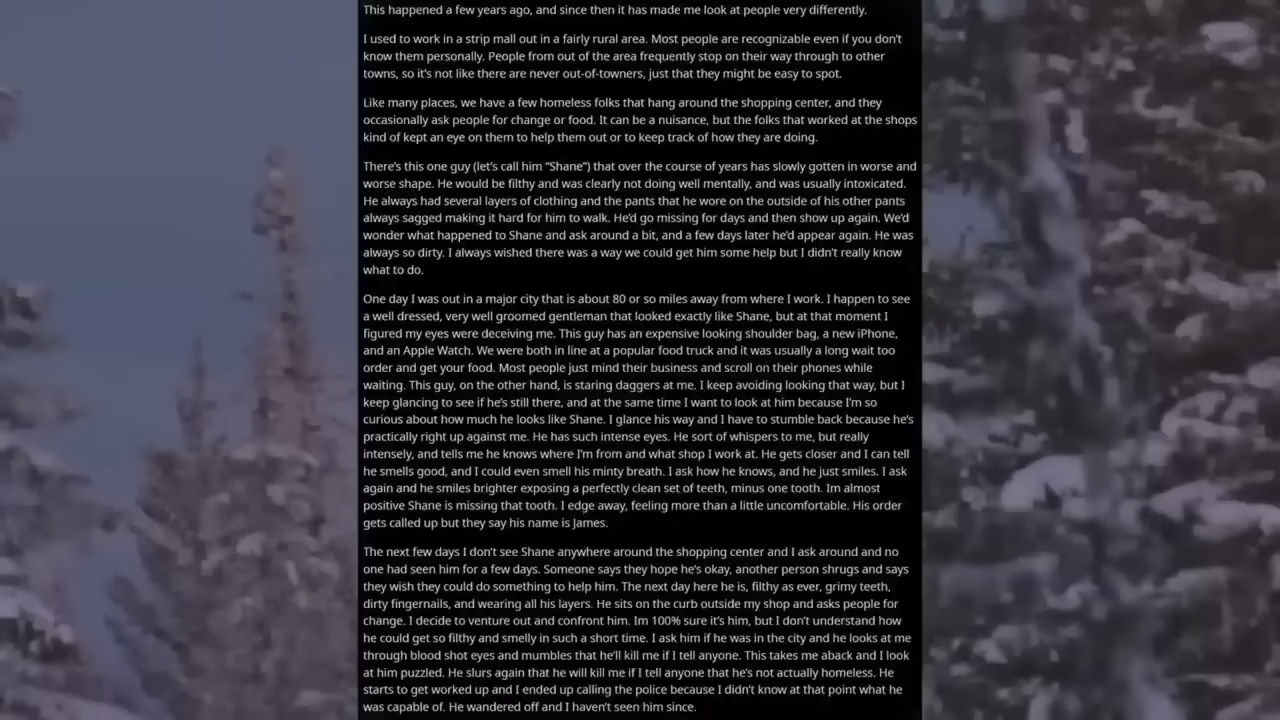 This happened a few years ago, and since then it has made me look at people very differently.
I used to work in a strip mall out in a fairly rural area. Most people are recognizable even if you don't
know them personally. People from out of the area frequently stop on their way through to other
towns, so it's not like there are never out-of-towners, just that they might be easy to spot.
Like many places, we have a few homeless folks that hang around the shopping center, and they
occasionally ask people for change or food. It can be a nuisance, but the folks that worked at the shops
kind of kept an eye on them to help them out or to keep track of how they are doing.
There's this one guy (let's call him “Shane”) that over the course of years has slowly gotten in worse and
worse shape. He would be filthy and was clearly not doing well mentally, and was usually intoxicated.
He always had several layers of clothing and the pants that he wore on the outside of his other pants
always sagged making it hard for him to walk. He'd go missing for days and then show up again. We'd
wonder what happened to Shane and ask around a bit, and a few days later he'd appear again. He was
always so dirty. I always wished there was a way we could get him some help but I didn't really know
what to do.
One day I was out in a major city that is about 80 or so miles away from where I work. I happen to see
a well dressed, very well groomed gentleman that looked exactly like Shane, but at that moment I
figured my eyes were deceiving me. This guy has an expensive looking shoulder bag, a new iPhone,
and an Apple Watch. We were both in line at a popular food truck and it was usually a long wait too
order and get your food. Most people just mind their business and scroll on their phones while
waiting. This guy, on the other hand, is staring daggers at me. I keep avoiding looking that way, but I
keep glancing to see if he's still there, and at the same time I want to look at him because I'm so
curious about how much he looks like Shane. I glance his way and I have to stumble back because he's
practically right up against me. He has such intense eyes. He sort of whispers to me, but really
intensely, and tells me he knows where I'm from and what shop I work at. He gets closer and I can tell
he smells good, and I could even smell his minty breath. I ask how he knows, and he just smiles. I ask
again and he smiles brighter exposing a perfectly clean set of teeth, minus one tooth. Im almost
positive Shane is missing that tooth. I edge away, feeling more than a little uncomfortable. His order
gets called up but they say his name is James.
The next few days I don't see Shane anywhere around the shopping center and I ask around and no
one had seen him for a few days. Someone says they hope he's okay, another person shrugs and says
they wish they could do something to help him. The next day here he is, filthy as ever, grimy teeth,
dirty fingernails, and wearing all his layers. He sits on the curb outside my shop and asks people for
change. I decide to venture out and confront him. Im 100% sure it's him, but I don't understand how
he could get so filthy and smelly in such a short time. I ask him if he was in the city and he looks at me
through blood shot eyes and mumbles that he'll kill me if I tell anyone. This takes me aback and I look
at him puzzled. He slurs again that he will kill me if I tell anyone that he's not actually homeless. He
starts to get worked up and I ended up calling the police because I didn't know at that point what he
was capable of. He wandered off and I haven't seen him since.